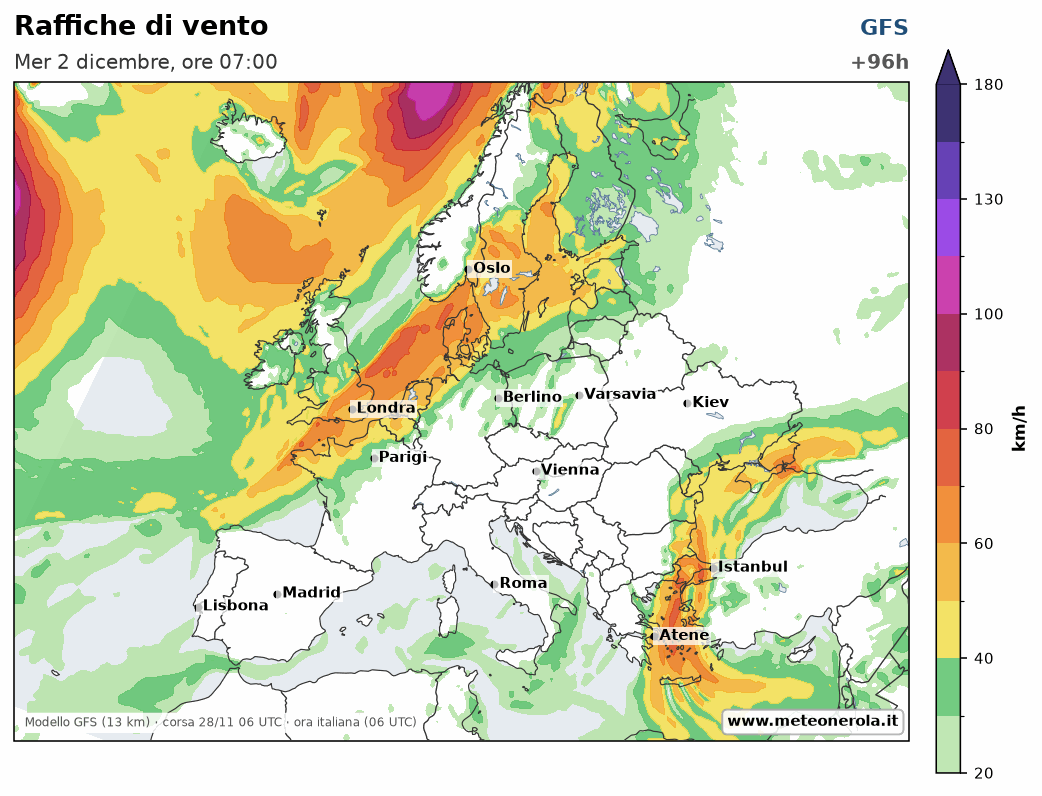 Raffiche di vento
GFS
Mer 2 dicembre, ore 07:00
+96h
180
130
100
80
60
40
20
km/h
Oslo
Londra
Berlino
Varsavia
Kiev
Parigi
Vienna
Istanbul
Roma
Madrid
Lisbona
Atene
Modello GFS (13 km) · corsa 28/11 06 UTC · ora italiana (06 UTC)
www.meteonerola.it